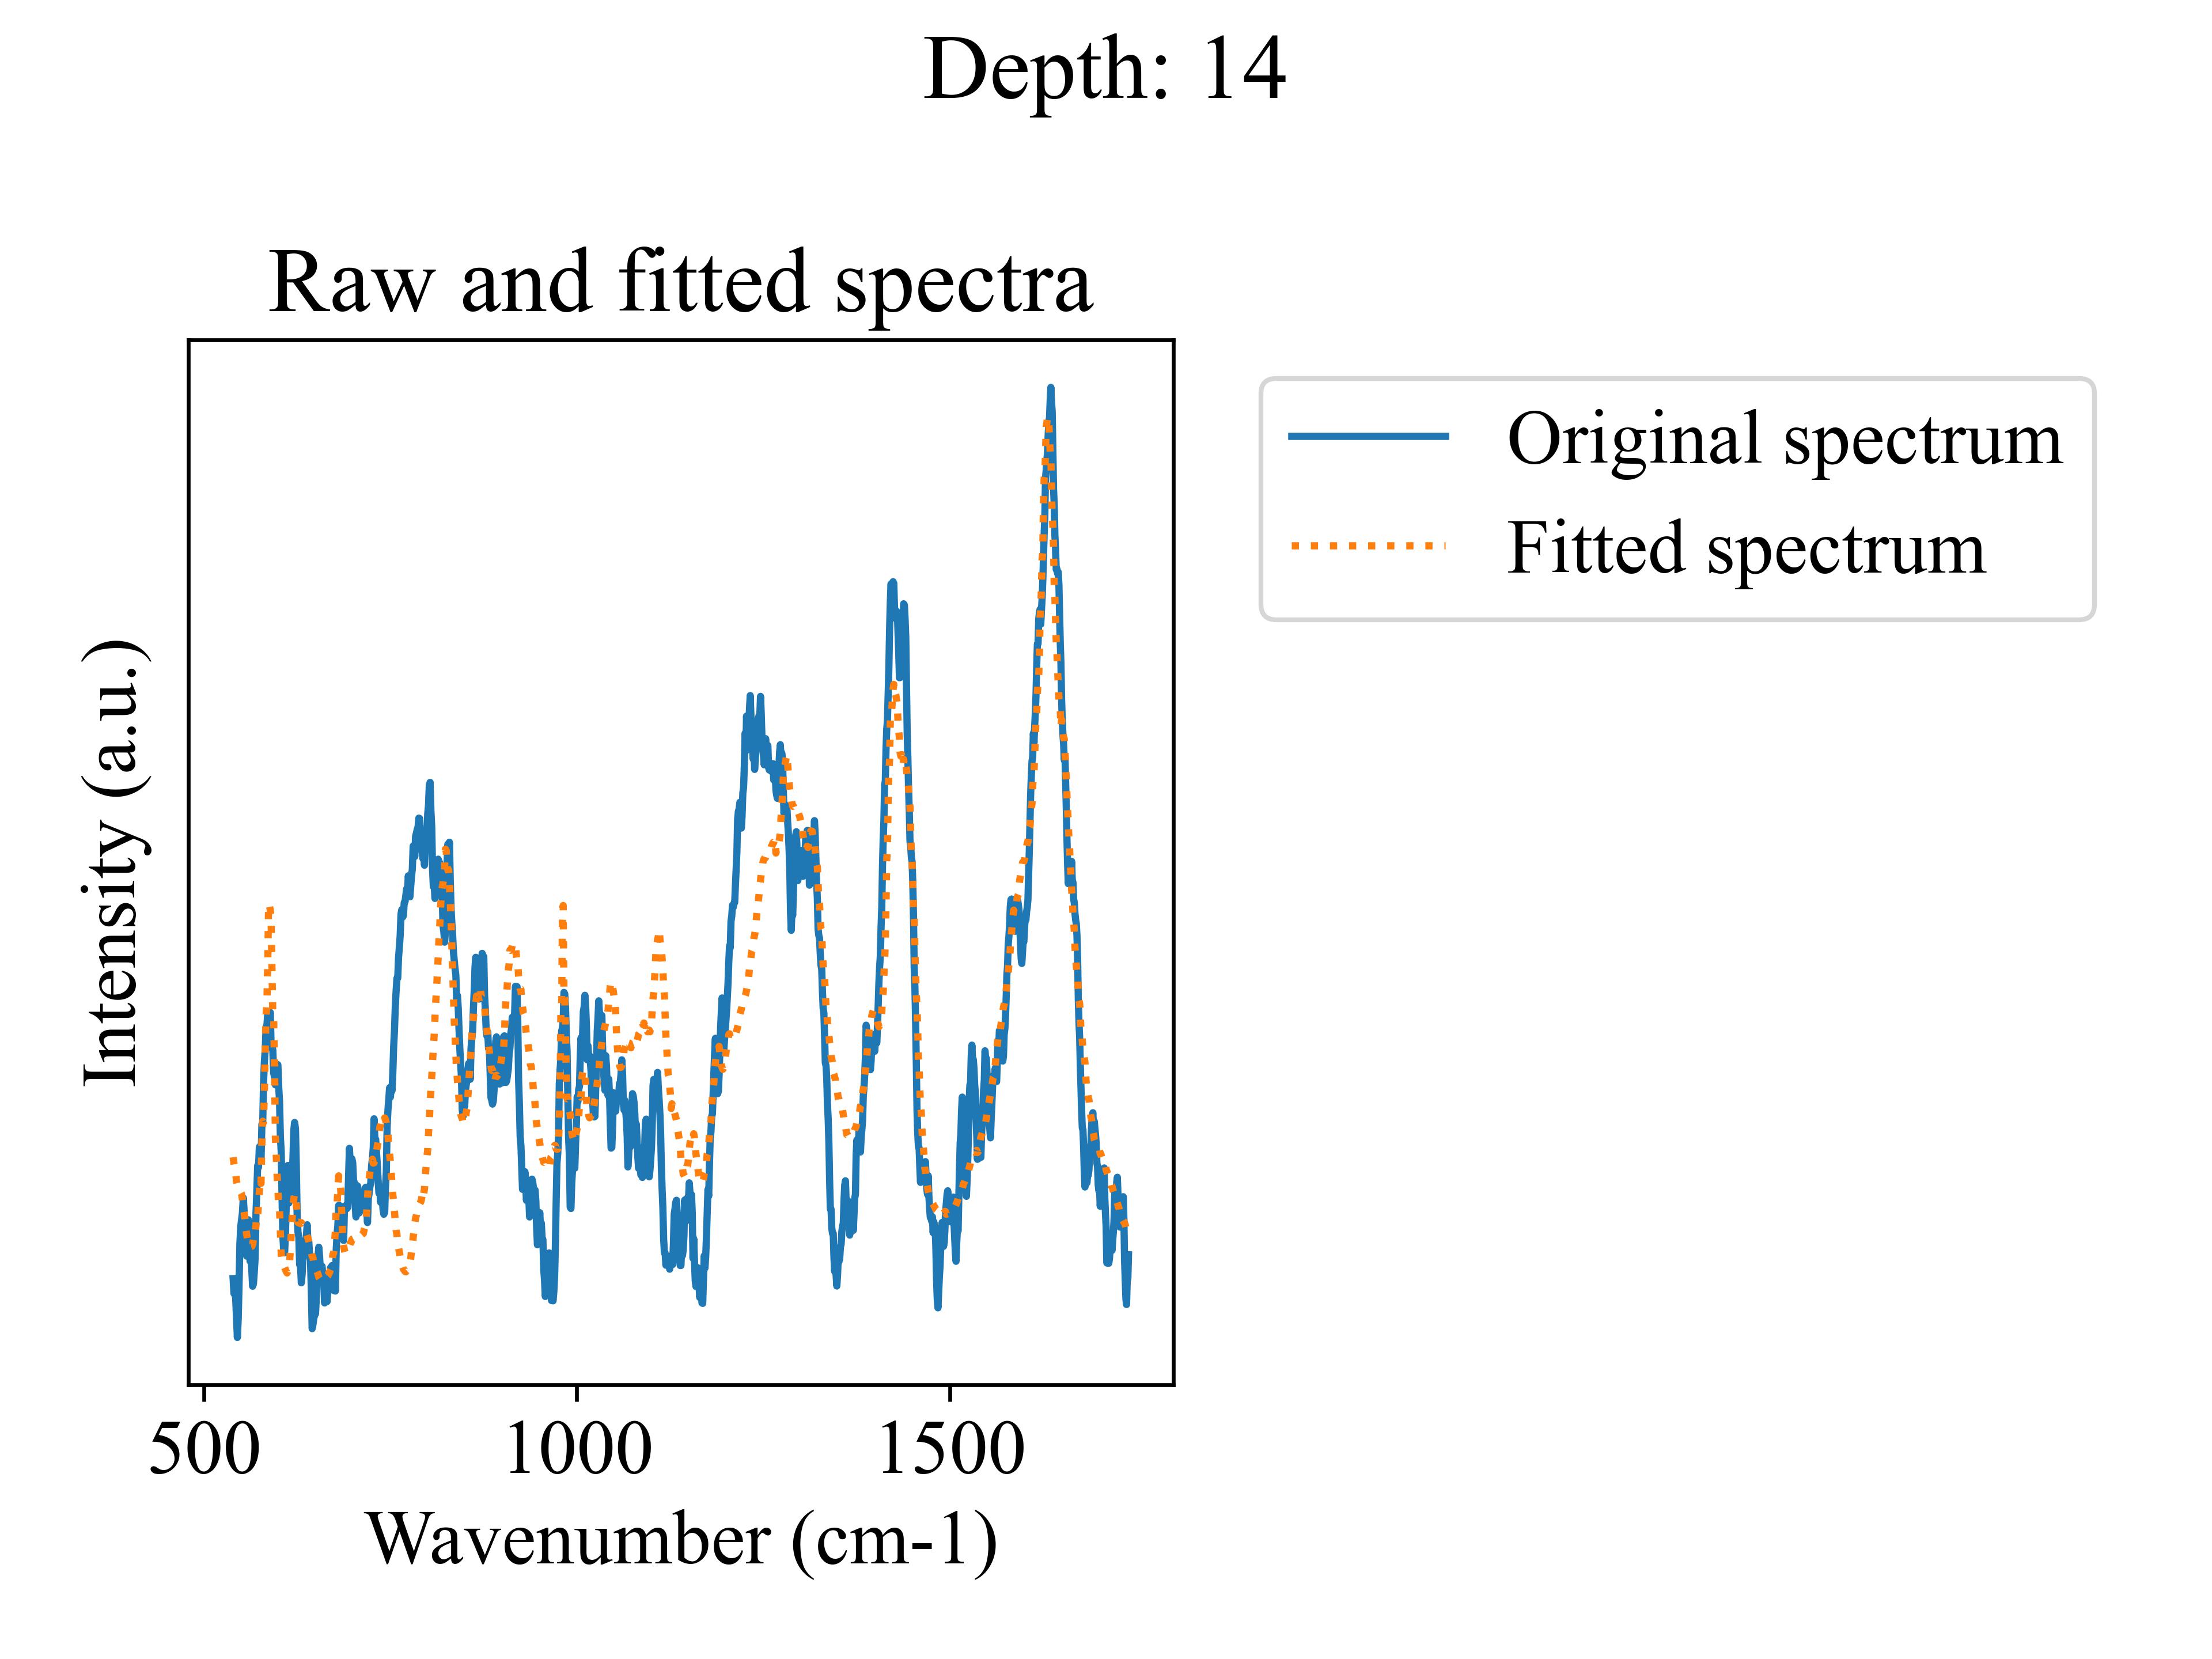 Depth: 14
Raw and fitted spectra
Original spectrum
Fitted spectrum
Intensity (a.u.)
500 1000 1500
Wavenumber (cm-1)